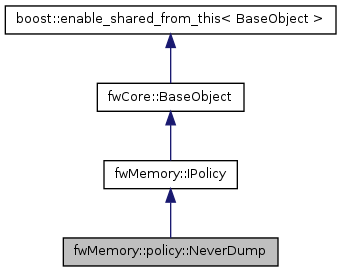 boost::enable_shared_from_this< BaseObject >
fwCore::BaseObject
fwMemory::IPolicy
fwMemory::policy::NeverDump